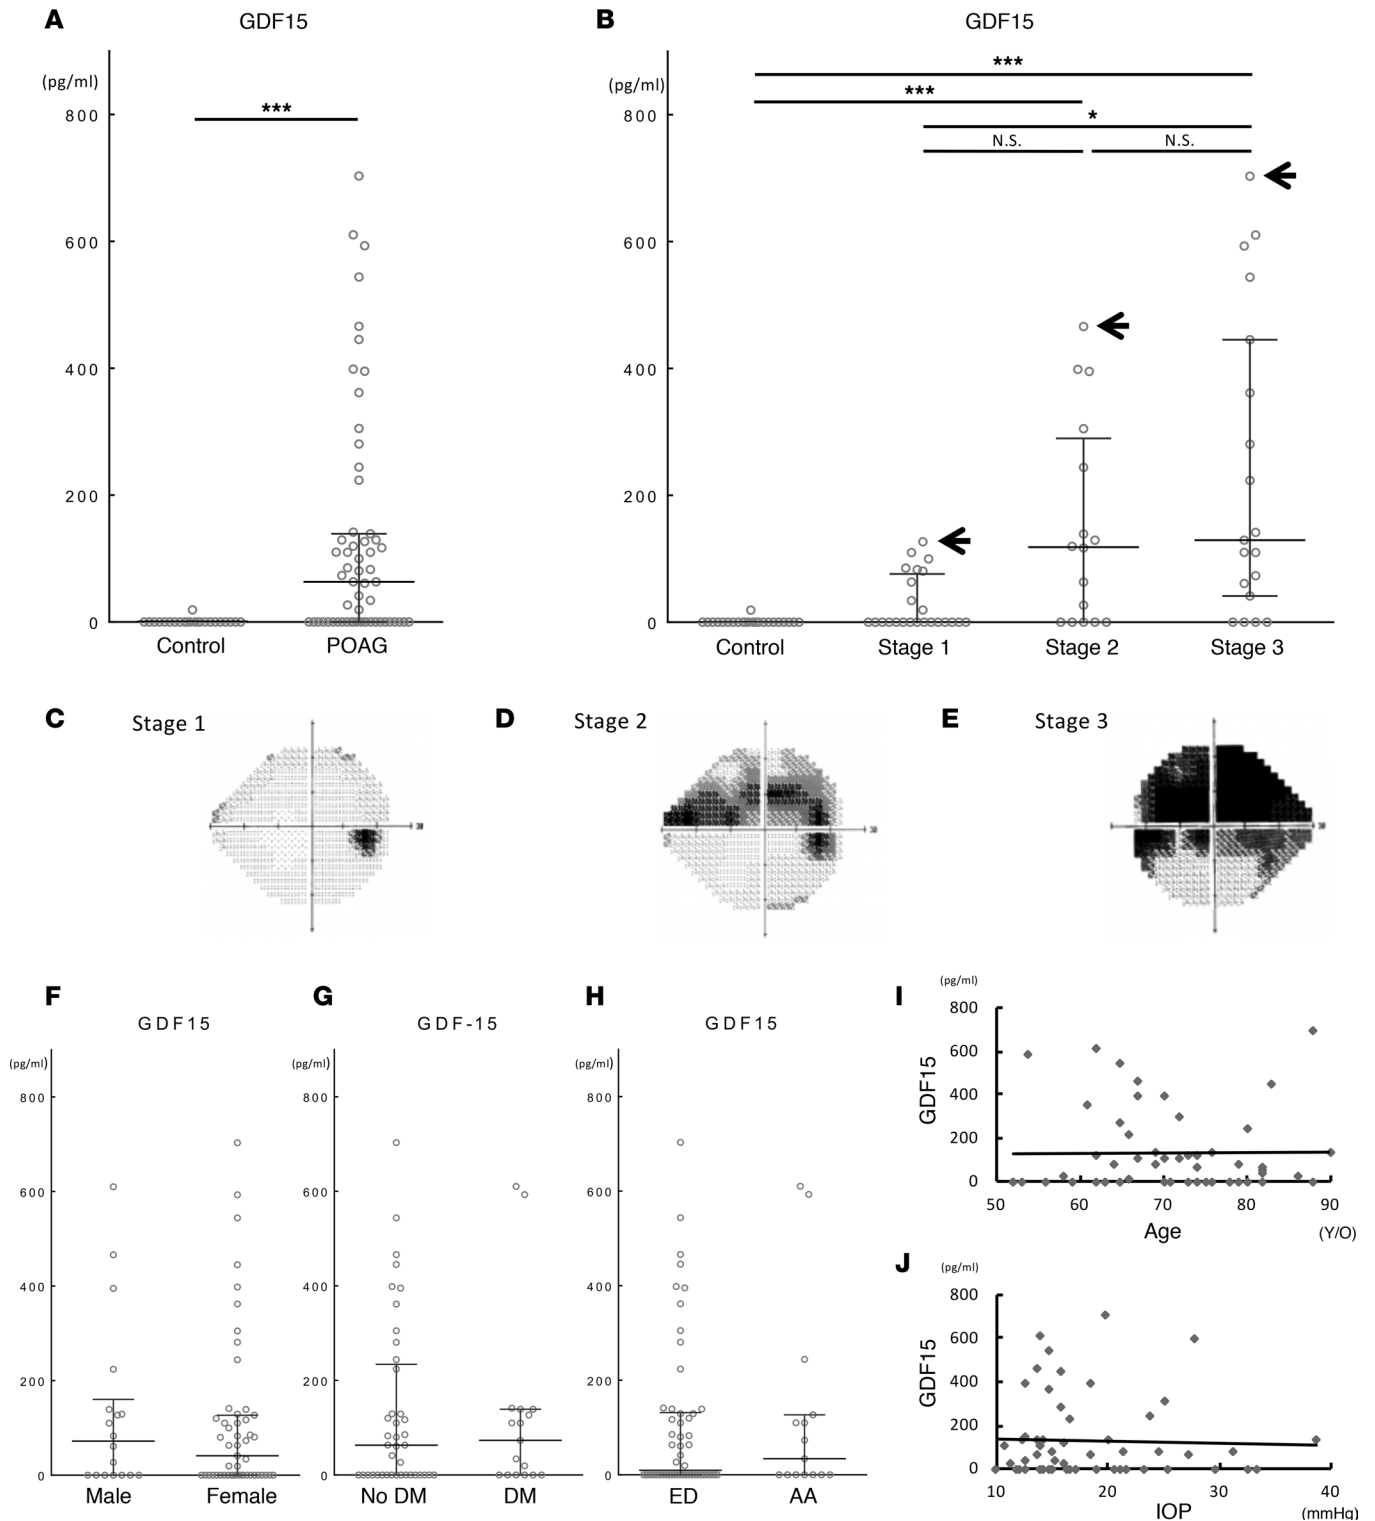 A
GDF15
(pg/ml)
800
600
400
200
0
***
Control
POAG
B
GDF15
(pg/ml)
800
600
400
200
0
***
***
*
N.S.
N.S.
Control
Stage 1
Stage 2
Stage 3
C
Stage 1
30
D
Stage 2
30
E
Stage 3
30
F
GDF15
(pg/ml)
800
600
400
200
0
Male
Female
G
GDF-15
(pg/ml)
800
600
400
200
0
No DM
DM
H
GDF15
(pg/ml)
800
600
400
200
0
ED
AA
I
(pg/ml)
GDF15
800
600
400
200
0
50
60
70
80
90
Age
(Y/O)
J
(pg/ml)
GDF15
800
600
400
200
0
10
20
30
40
IOP
(mmHg)